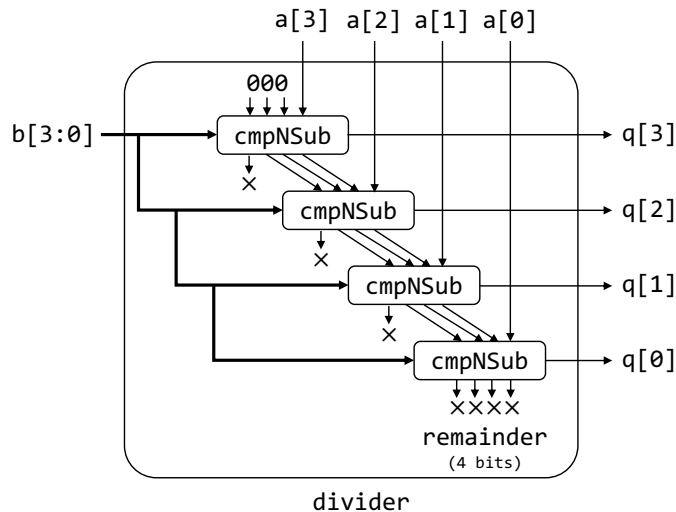 a[3] a[2] a[1] a[0]
000
b[3:0] cmpNSub q[3]
×
cmpNSub q[2]
×
cmpNSub q[1]
×
cmpNSub q[0]
××××
remainder
(4 bits)
divider